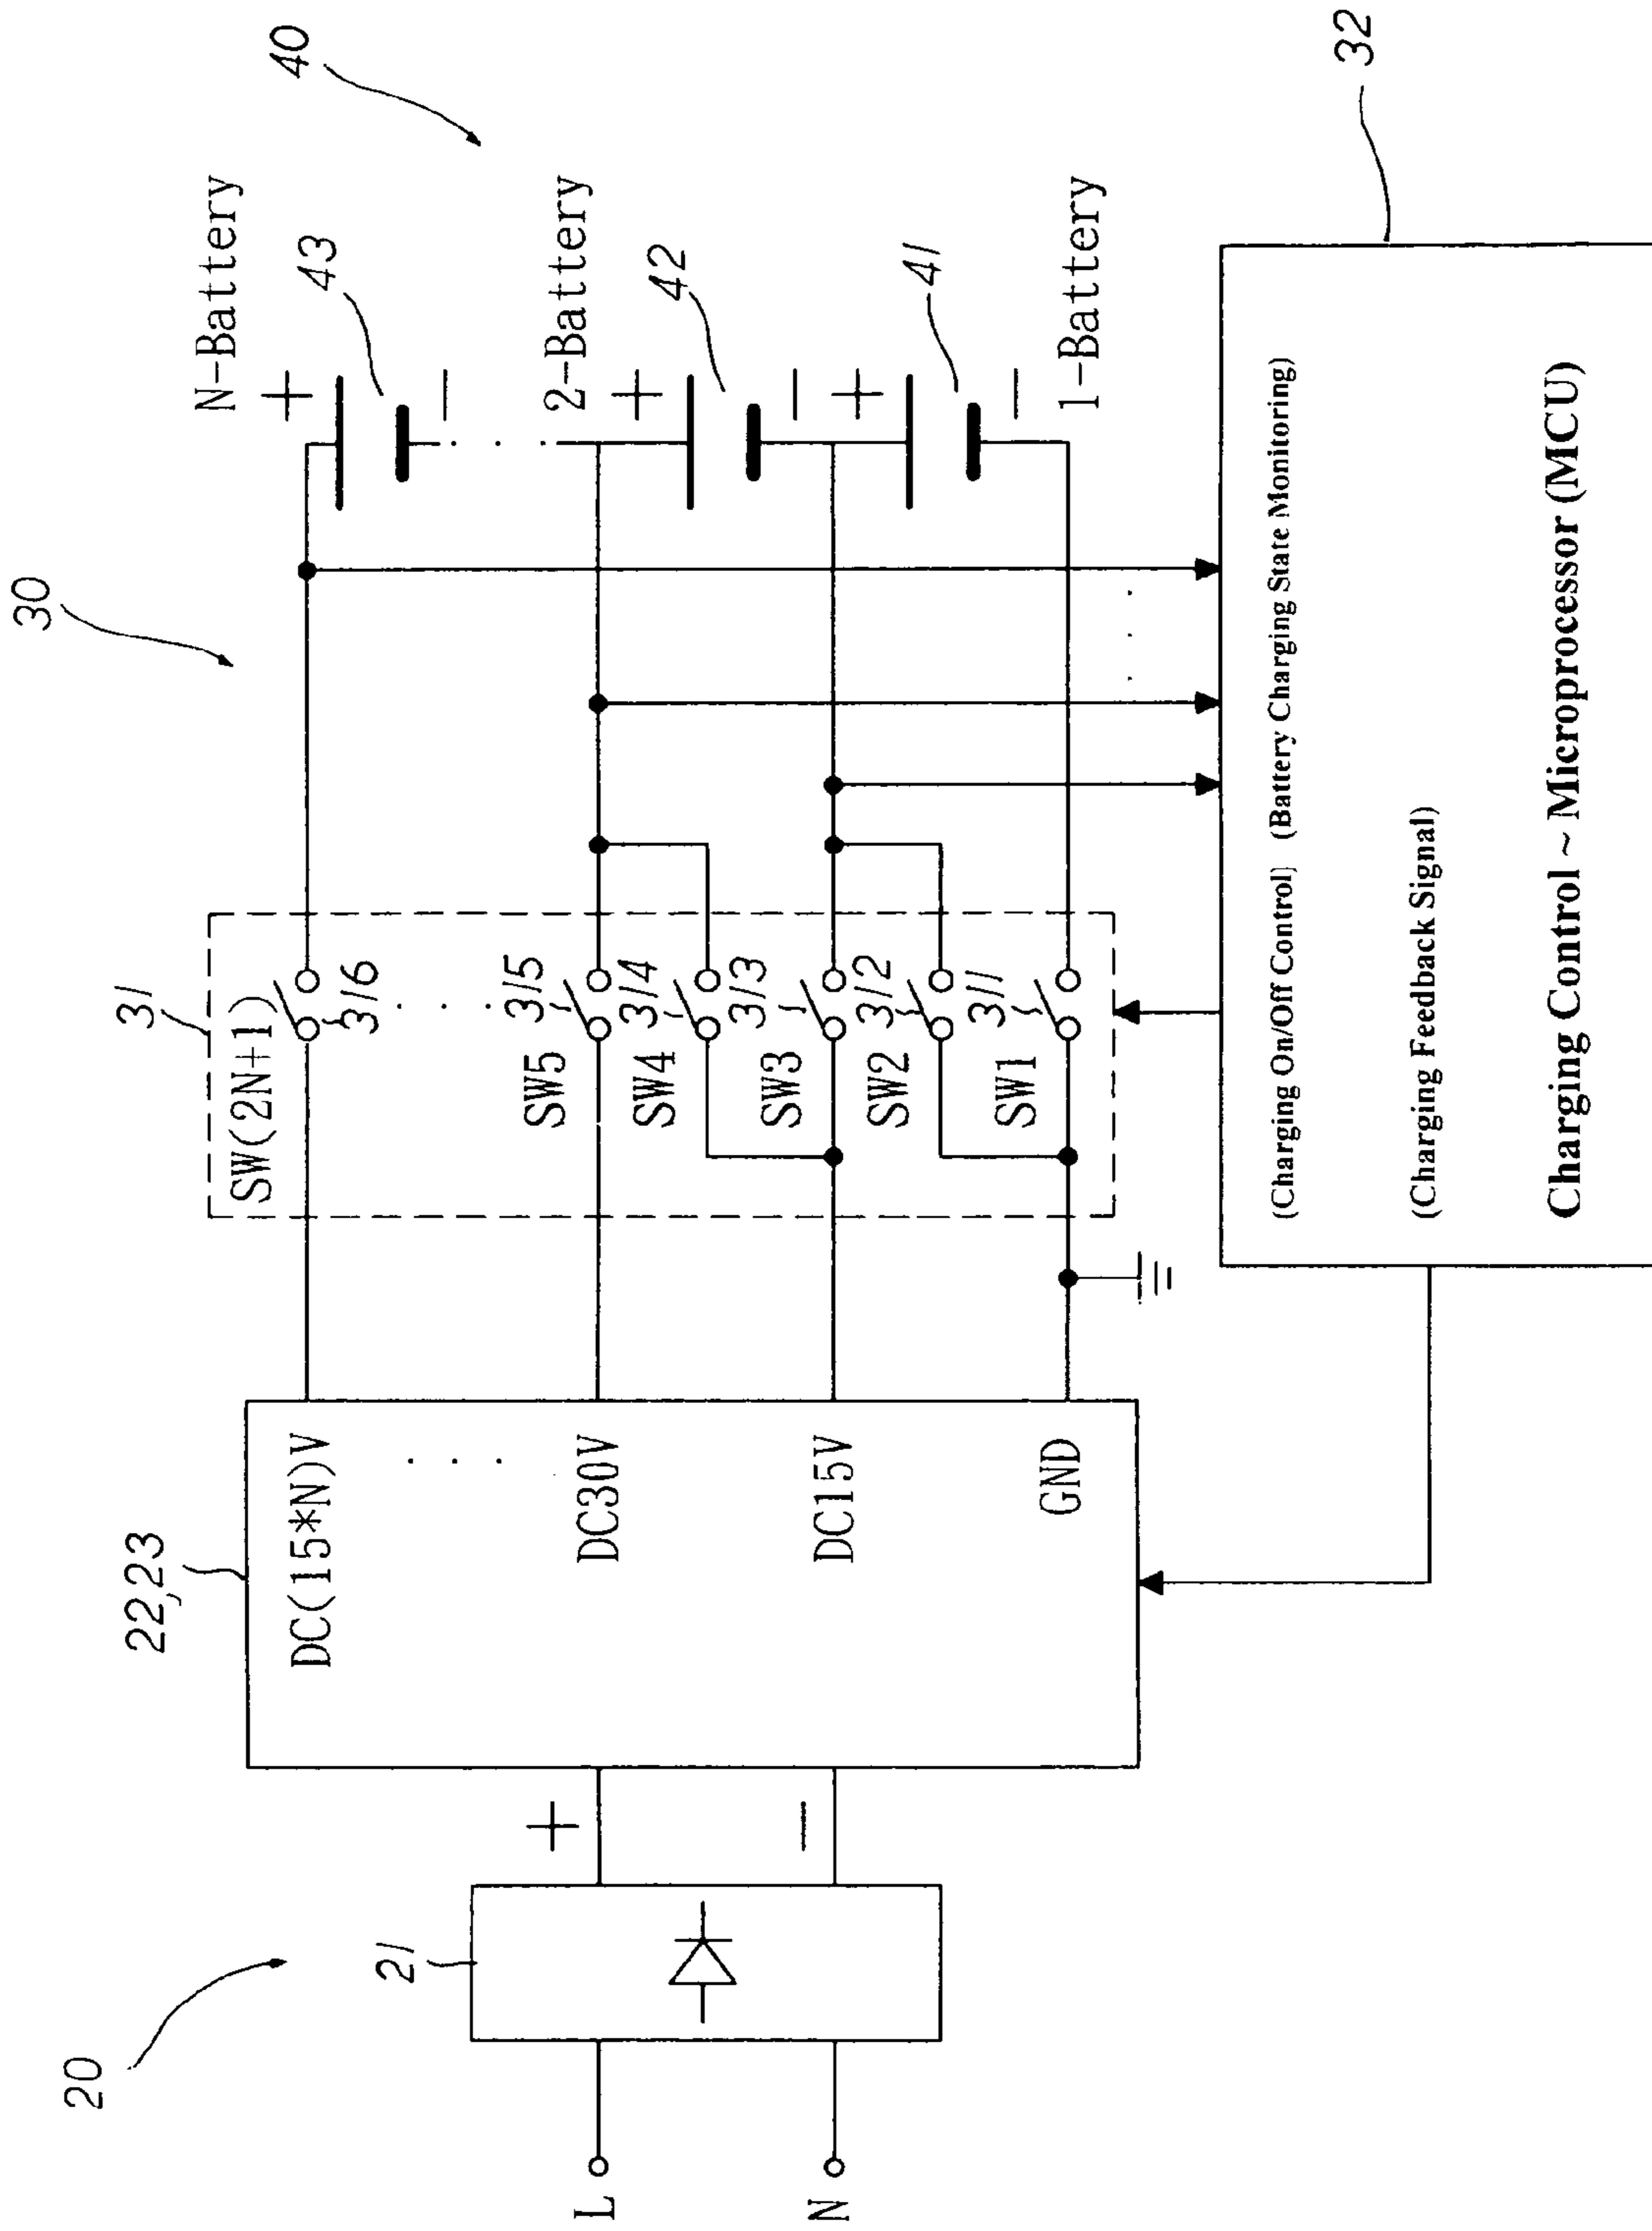 20
30
40
22,23
31
21
L
N
+
−
DC(15*N)V
DC30V
DC15V
GND
SW(2N+1)
316
SW5
315
SW4
314
SW3
313
SW2
312
SW1
311
N-Battery
+
43
−
2-Battery
+
42
−
+
41
−
1-Battery
32
(Charging On/Off Control) (Battery Charging State Monitoring)
(Charging Feedback Signal)
Charging Control ~ Microprocessor (MCU)